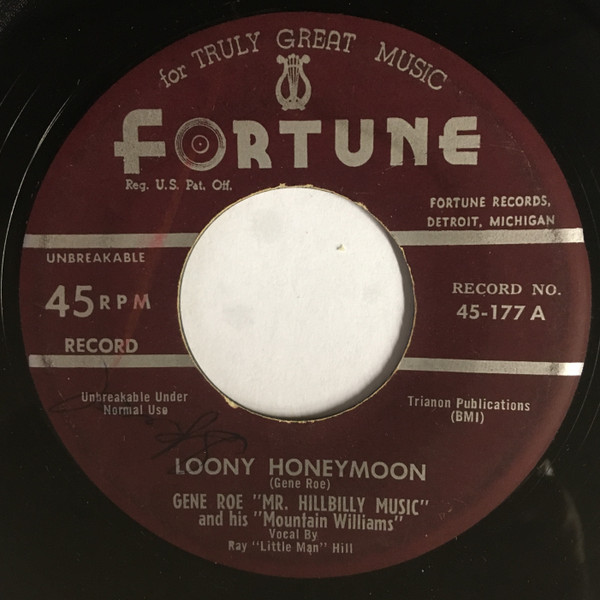 for TRULY GREAT MUSIC
FORTUNE
Reg. U.S. Pat. Off.
FORTUNE RECORDS,
DETROIT, MICHIGAN
UNBREAKABLE
45 RPM
RECORD
RECORD NO.
45-177 A
Unbreakable Under
Normal Use
Trianon Publications
(BMI)
LOONY HONEYMOON
(Gene Roe)
GENE ROE "MR. HILLBILLY MUSIC"
and his "Mountain Williams"
Vocal By
Ray "Little Man" Hill